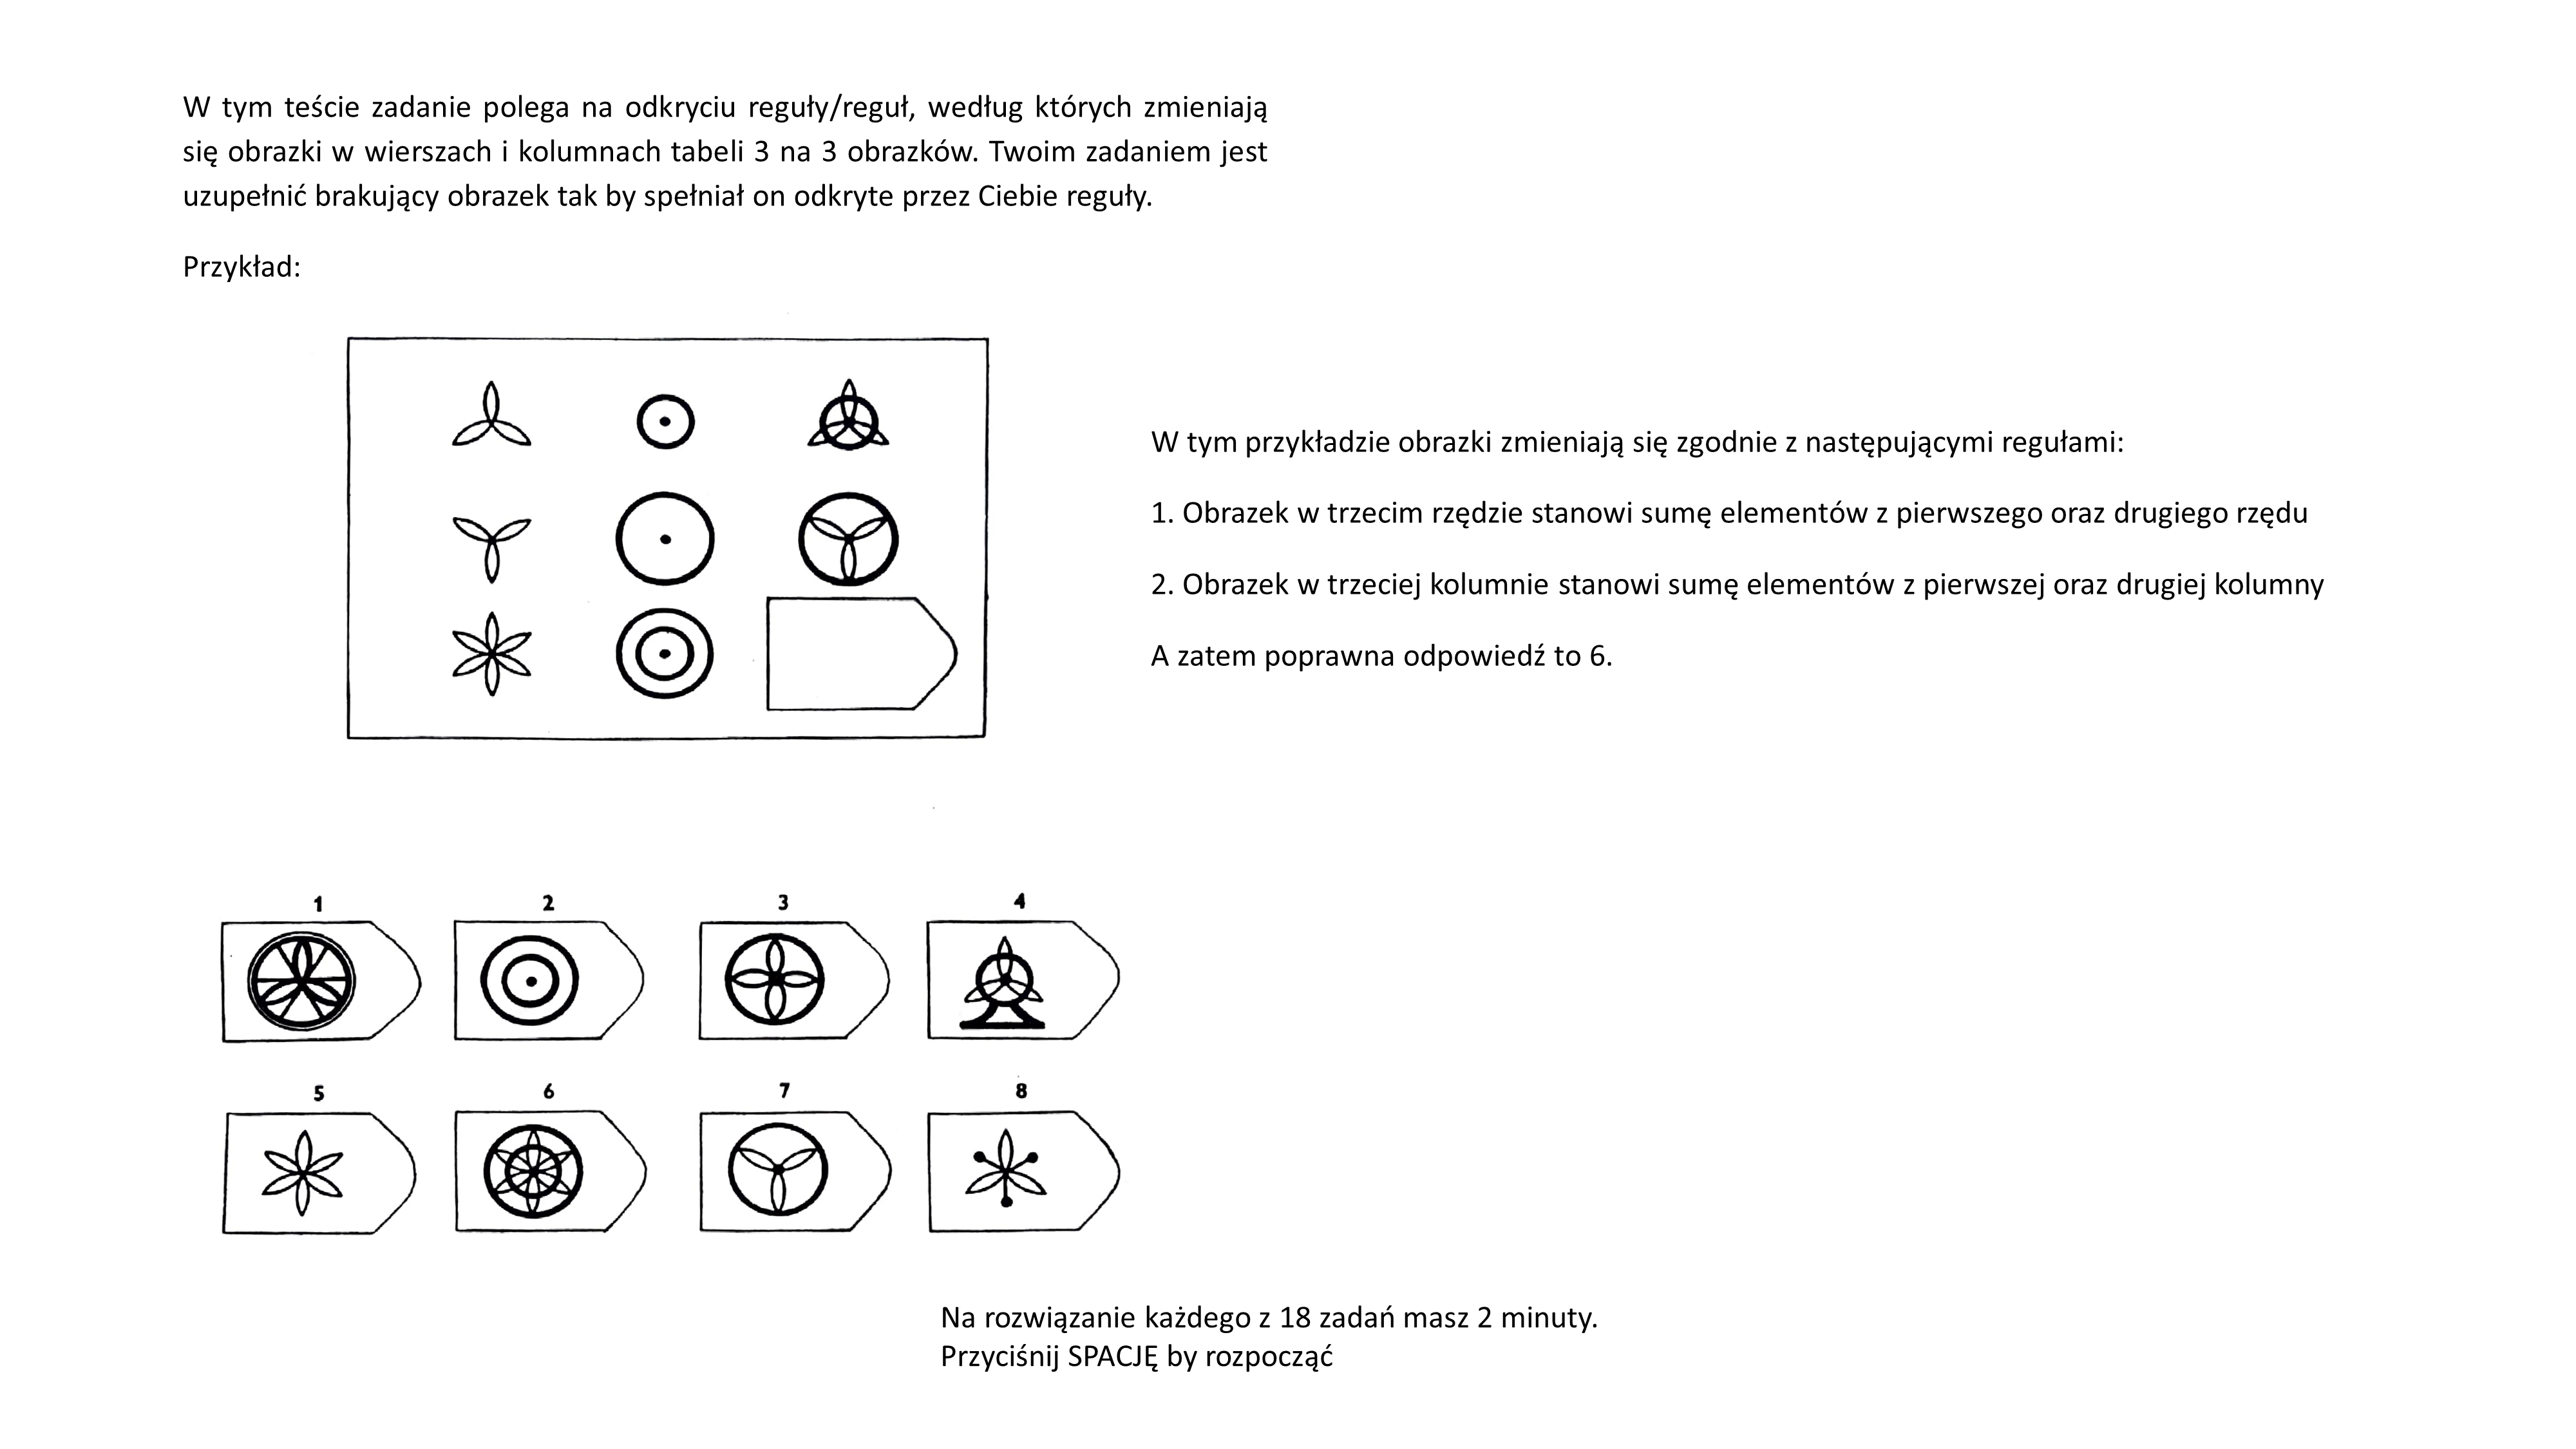 W tym teście zadanie polega na odkryciu reguły/reguł, według których zmieniają
się obrazki w wierszach i kolumnach tabeli 3 na 3 obrazków. Twoim zadaniem jest
uzupełnić brakujący obrazek tak by spełniał on odkryte przez Ciebie reguły.
Przykład:
W tym przykładzie obrazki zmieniają się zgodnie z następującymi regułami:
1. Obrazek w trzecim rzędzie stanowi sumę elementów z pierwszego oraz drugiego rzędu
2. Obrazek w trzeciej kolumnie stanowi sumę elementów z pierwszej oraz drugiej kolumny
A zatem poprawna odpowiedź to 6.
1 2 3 4
5 6 7 8
Na rozwiązanie każdego z 18 zadań masz 2 minuty.
Przyciśnij SPACJĘ by rozpocząć